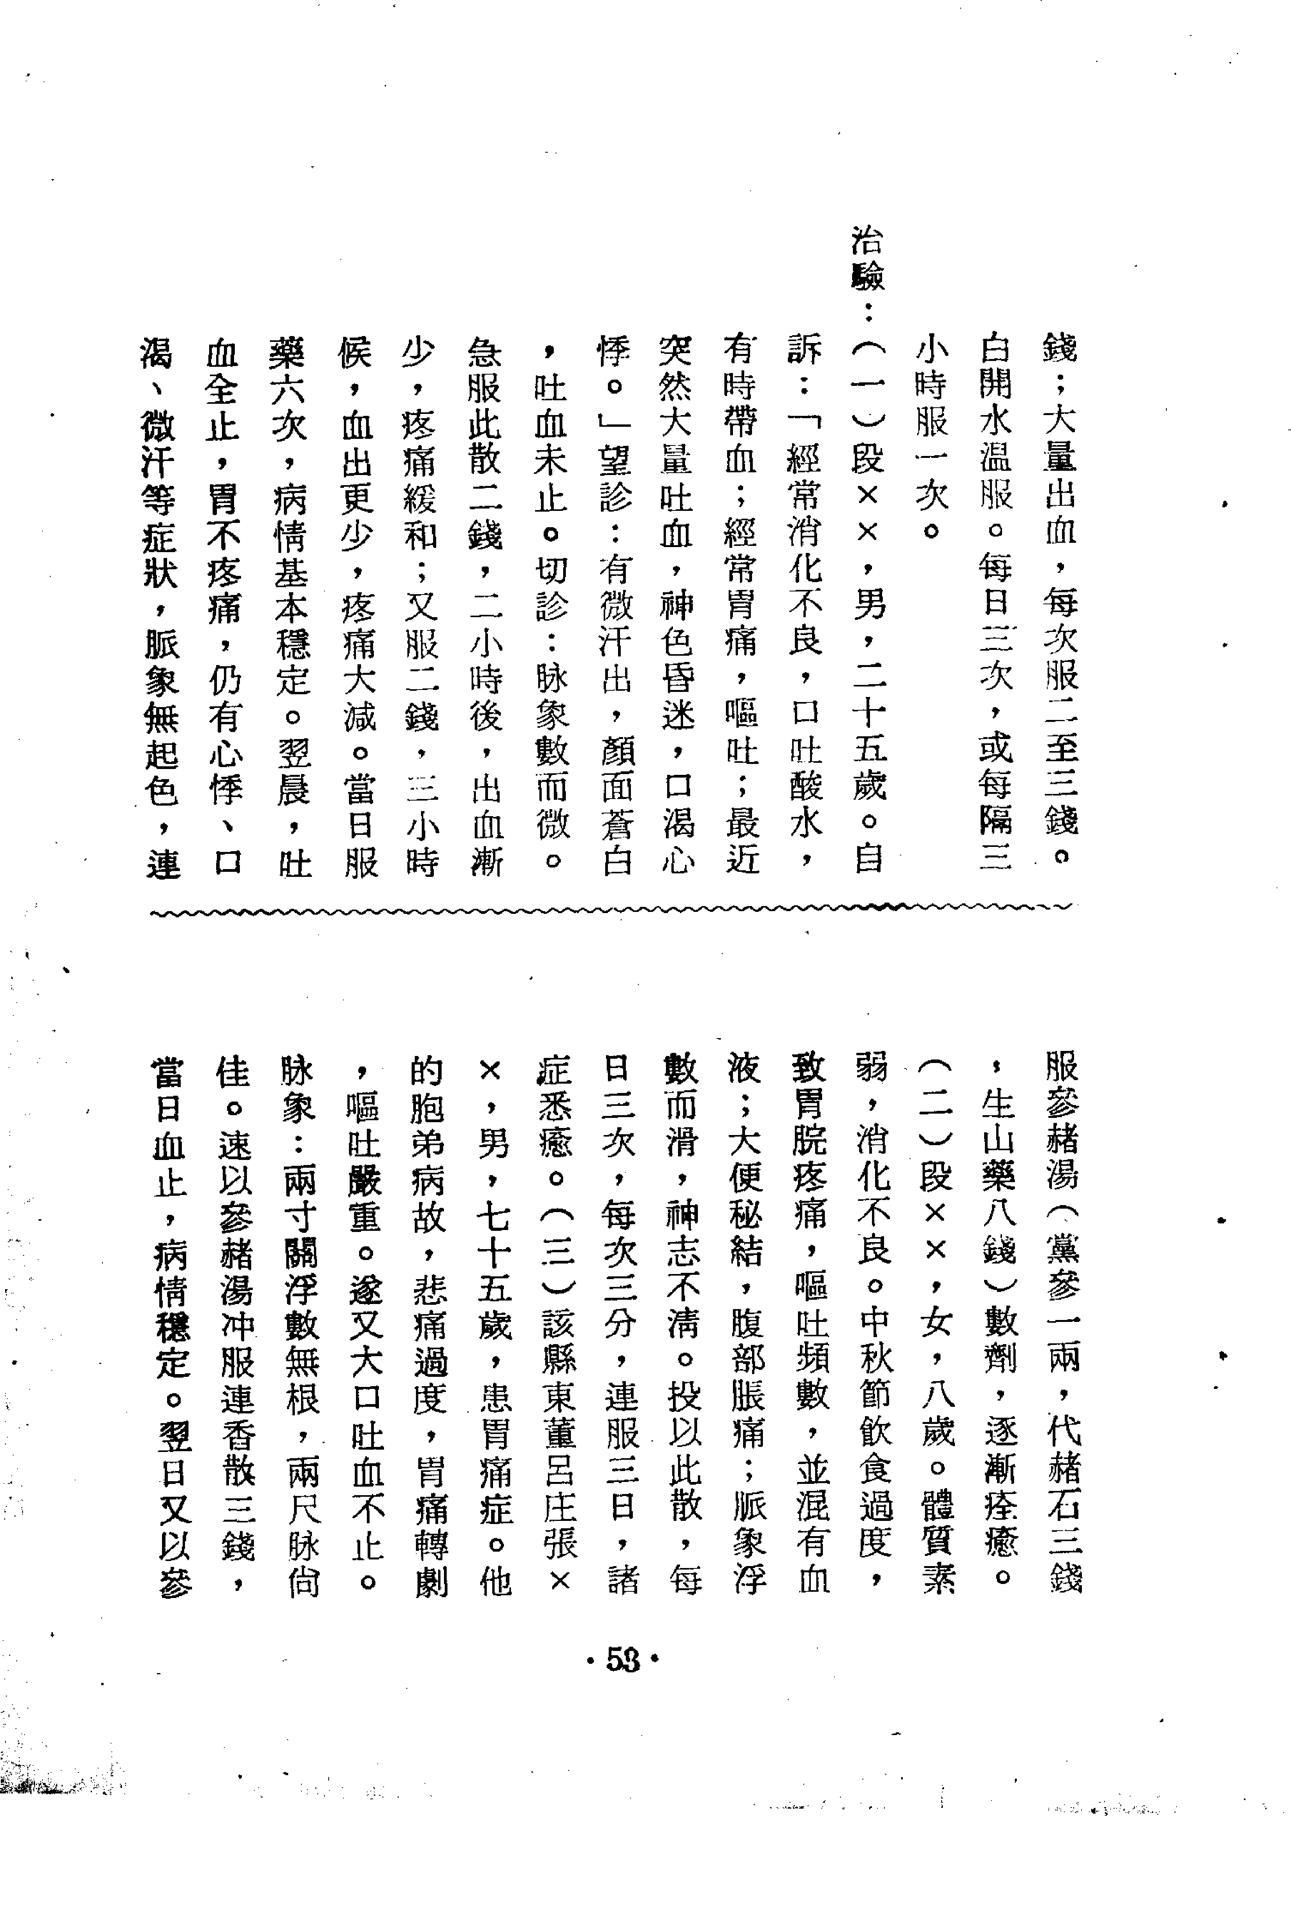 錢；大量出血，每次服二至三錢。
白開水温服。每日三次，或每隔三
小時服一次。
治驗：（一）段××，男，二十五歲。自
訴：「經常消化不良，口吐酸水，
有時帶血；經常胃痛，嘔吐；最近
突然大量吐血，神色昏迷，口渴心
悸。」望診：有微汗出，顏面蒼白
，吐血未止。切診：脉象數而微。
急服此散二錢，二小時後，出血漸
少，疼痛緩和；又服二錢，三小時
候，血出更少，疼痛大減。當日服
藥六次，病情基本穩定。翌晨，吐
血全止，胃不疼痛，仍有心悸、口
渴、微汗等症狀，脈象無起色，連
服參赭湯（黨參一兩，代赭石三錢
，生山藥八錢）數劑，逐漸痊癒。
（二）段××，女，八歲。體質素
弱，消化不良。中秋節飲食過度，
致胃脘疼痛，嘔吐頻數，並混有血
液；大便秘結，腹部脹痛；脈象浮
數而滑，神志不清。投以此散，每
日三次，每次三分，連服三日，諸
症悉癒。（三）該縣東董呂庄張×
×，男，七十五歲，患胃痛症。他
的胞弟病故，悲痛過度，胃痛轉劇
，嘔吐嚴重。遂又大口吐血不止。
脉象：兩寸關浮數無根，兩尺脉尙
佳。速以參赭湯冲服連香散三錢，
當日血止，病情穩定。翌日又以參
·53·